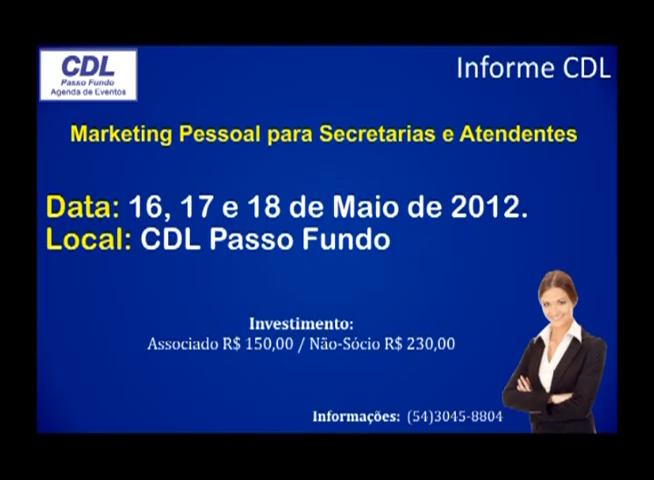 CDL
Passo Fundo
Agenda de Eventos
Informe CDL
Marketing Pessoal para Secretarias e Atendentes
Data: 16, 17 e 18 de Maio de 2012.
Local: CDL Passo Fundo
Investimento:
Associado R$ 150,00 / Não-Sócio R$ 230,00
Informações: (54)3045-8804